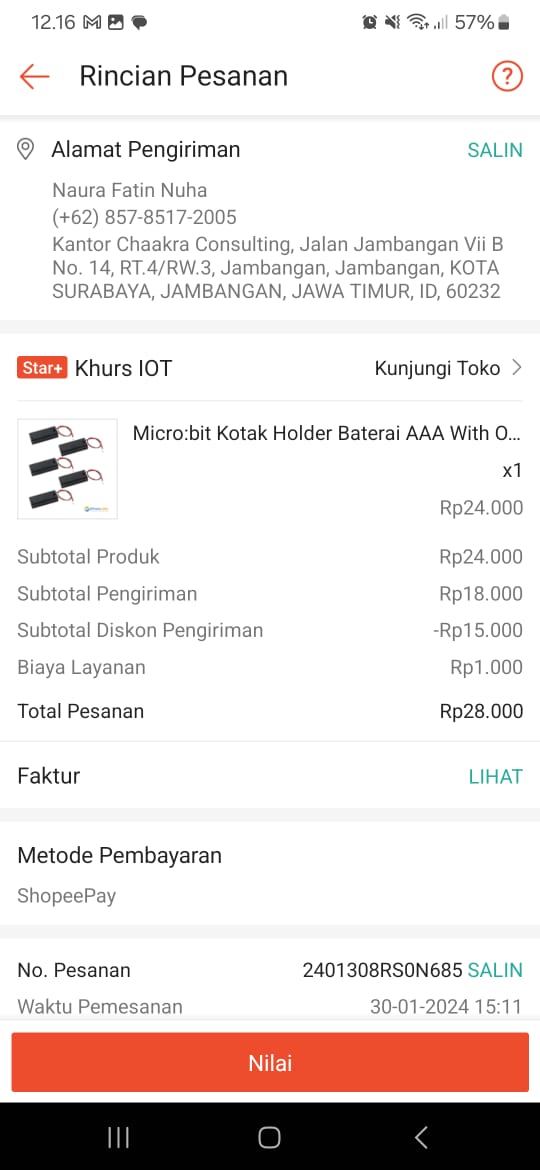 12.16
57%
Rincian Pesanan
?
Alamat Pengiriman SALIN
Naura Fatin Nuha
(+62) 857-8517-2005
Kantor Chaakra Consulting, Jalan Jambangan Vii B
No. 14, RT.4/RW.3, Jambangan, Jambangan, KOTA
SURABAYA, JAMBANGAN, JAWA TIMUR, ID, 60232
Star+ Khurs IOT Kunjungi Toko
Micro:bit Kotak Holder Baterai AAA With O...
x1
Rp24.000
Subtotal Produk Rp24.000
Subtotal Pengiriman Rp18.000
Subtotal Diskon Pengiriman -Rp15.000
Biaya Layanan Rp1.000
Total Pesanan Rp28.000
Faktur LIHAT
Metode Pembayaran
ShopeePay
No. Pesanan 2401308RS0N685 SALIN
Waktu Pemesanan 30-01-2024 15:11
Nilai